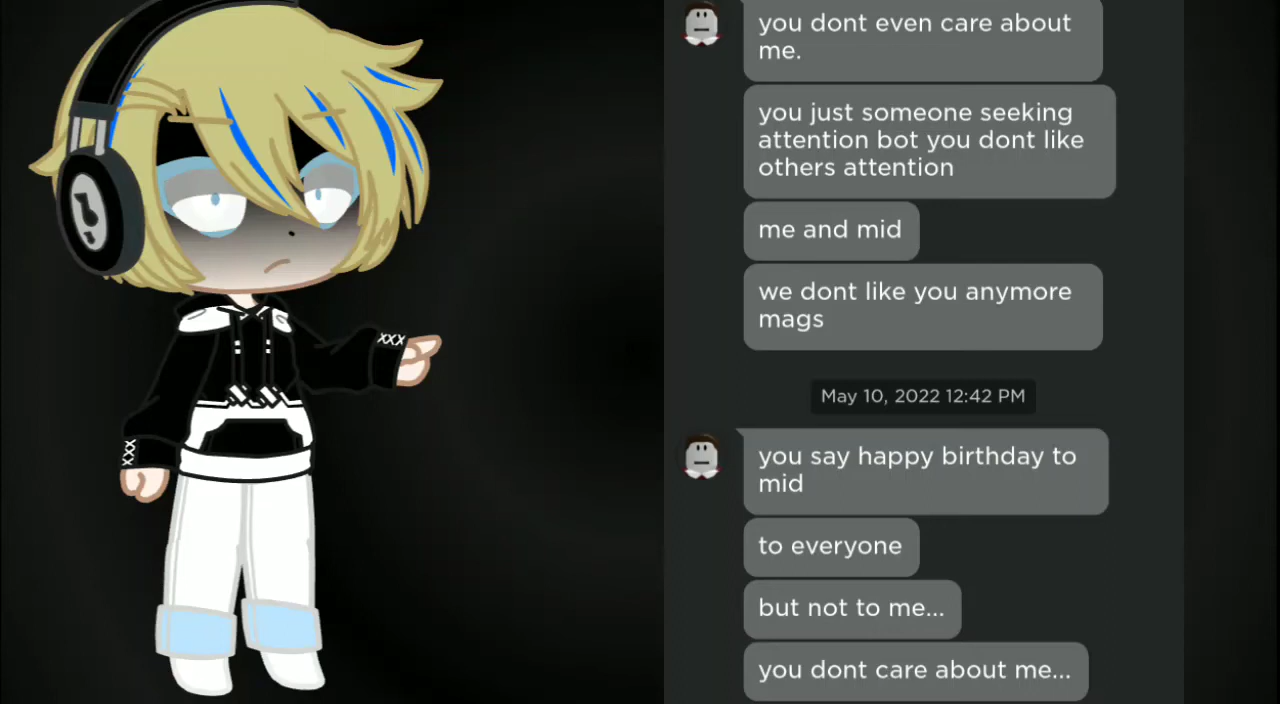 you dont even care about
me.
you just someone seeking
attention bot you dont like
others attention
me and mid
we dont like you anymore
mags
May 10, 2022 12:42 PM
you say happy birthday to
mid
to everyone
but not to me...
you dont care about me...
XXX
XXX